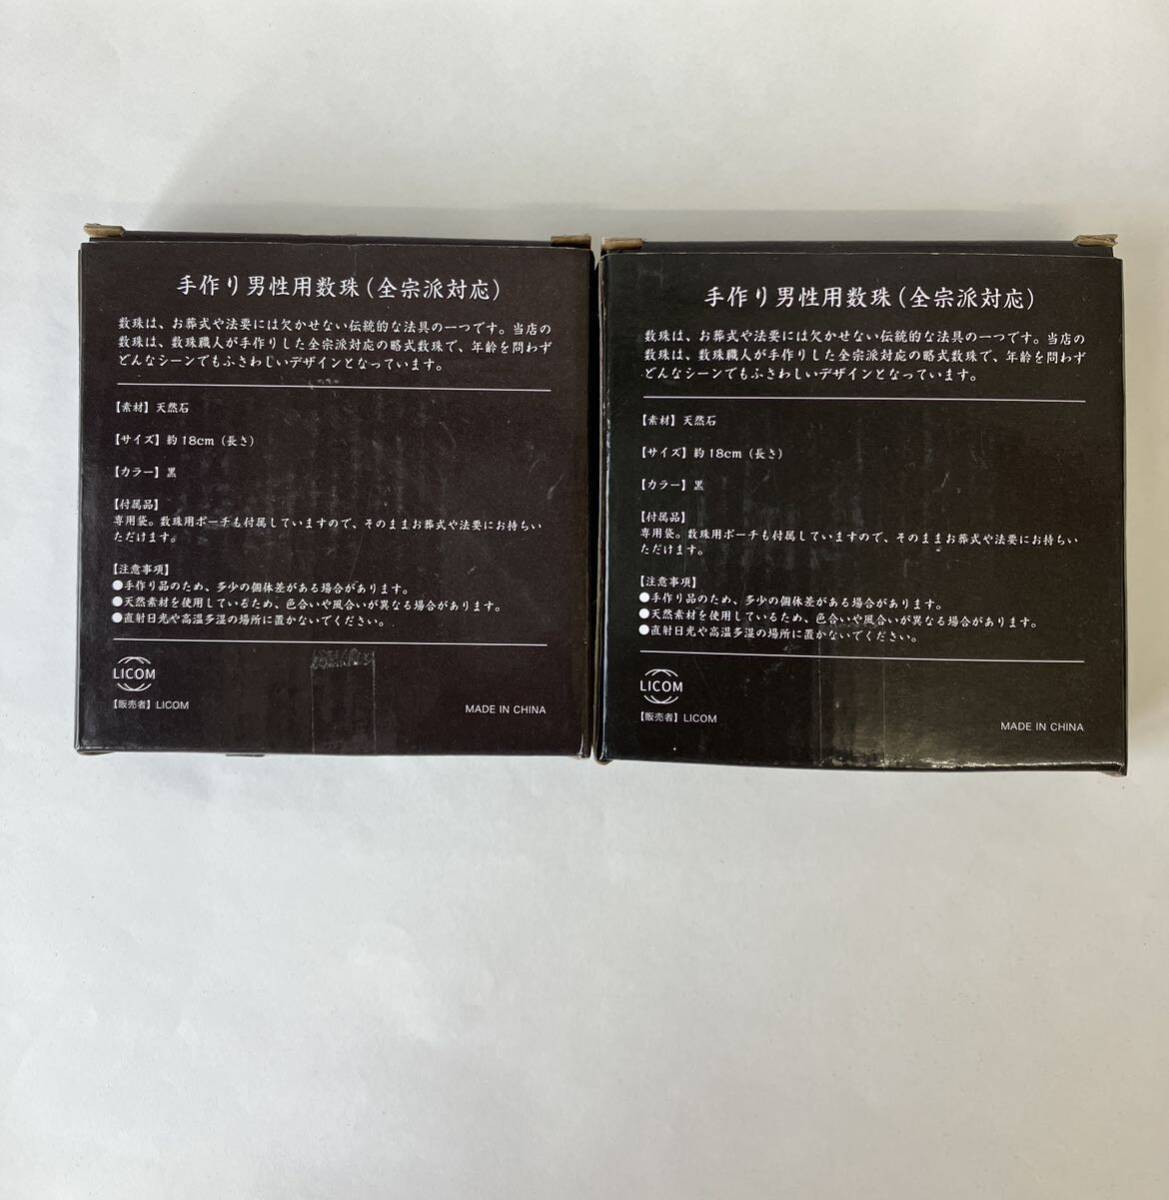 手作り男性用数珠（全宗派対応）
数珠は、お葬式や法要には欠かせない伝統的な法具の一つです。当店の
数珠は、数珠職人が手作りした全宗派対応の略式数珠で、年齢を問わず
どんなシーンでもふさわしいデザインとなっています。
【素材】天然石
【サイズ】約18cm（長さ）
【カラー】黒
【付属品】
専用袋。数珠用ポーチも付属していますので、そのままお葬式や法要にお持ちい
ただけます。
【注意事項】
●手作り品のため、多少の個体差がある場合があります。
●天然素材を使用しているため、色合いや風合いが異なる場合があります。
●直射日光や高温多湿の場所に置かないでください。
LICOM
【販売者】LICOM
MADE IN CHINA
手作り男性用数珠（全宗派対応）
数珠は、お葬式や法要には欠かせない伝統的な法具の一つです。当店の
数珠は、数珠職人が手作りした全宗派対応の略式数珠で、年齢を問わず
どんなシーンでもふさわしいデザインとなっています。
【素材】天然石
【サイズ】約18cm（長さ）
【カラー】黒
【付属品】
専用袋。数珠用ポーチも付属していますので、そのままお葬式や法要にお持ちい
ただけます。
【注意事項】
●手作り品のため、多少の個体差がある場合があります。
●天然素材を使用しているため、色合いや風合いが異なる場合があります。
●直射日光や高温多湿の場所に置かないでください。
LICOM
【販売者】LICOM
MADE IN CHINA